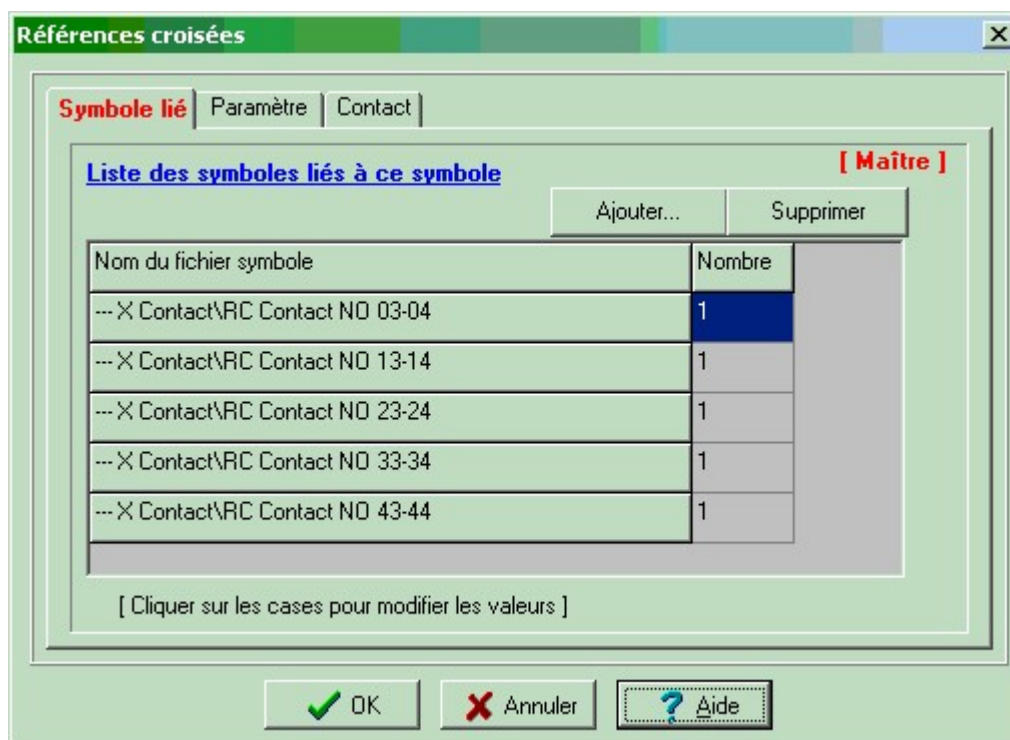 Références croisées
Symbole lié Paramètre Contact
[ Maître ]
Liste des symboles liés à ce symbole
Ajouter... Supprimer
Nom du fichier symbole Nombre
--- X Contact\RC Contact NO 03-04 1
--- X Contact\RC Contact NO 13-14 1
--- X Contact\RC Contact NO 23-24 1
--- X Contact\RC Contact NO 33-34 1
--- X Contact\RC Contact NO 43-44 1
[ Cliquer sur les cases pour modifier les valeurs ]
OK Annuler Aide